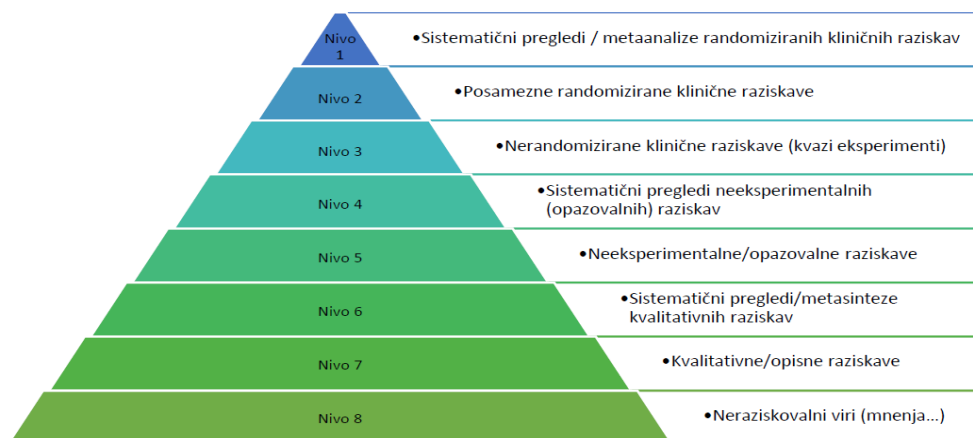 Nivo
1
•Sistematični pregledi / metaanalize randomiziranih kliničnih raziskav
Nivo 2
•Posamezne randomizirane klinične raziskave
Nivo 3
•Nerandomizirane klinične raziskave (kvazi eksperimenti)
Nivo 4
•Sistematični pregledi neeksperimentalnih
(opazovalnih) raziskav
Nivo 5
•Neeksperimentalne/opazovalne raziskave
Nivo 6
•Sistematični pregledi/metasinteze
kvalitativnih raziskav
Nivo 7
•Kvalitativne/opisne raziskave
Nivo 8
•Neraziskovalni viri (mnenja...)